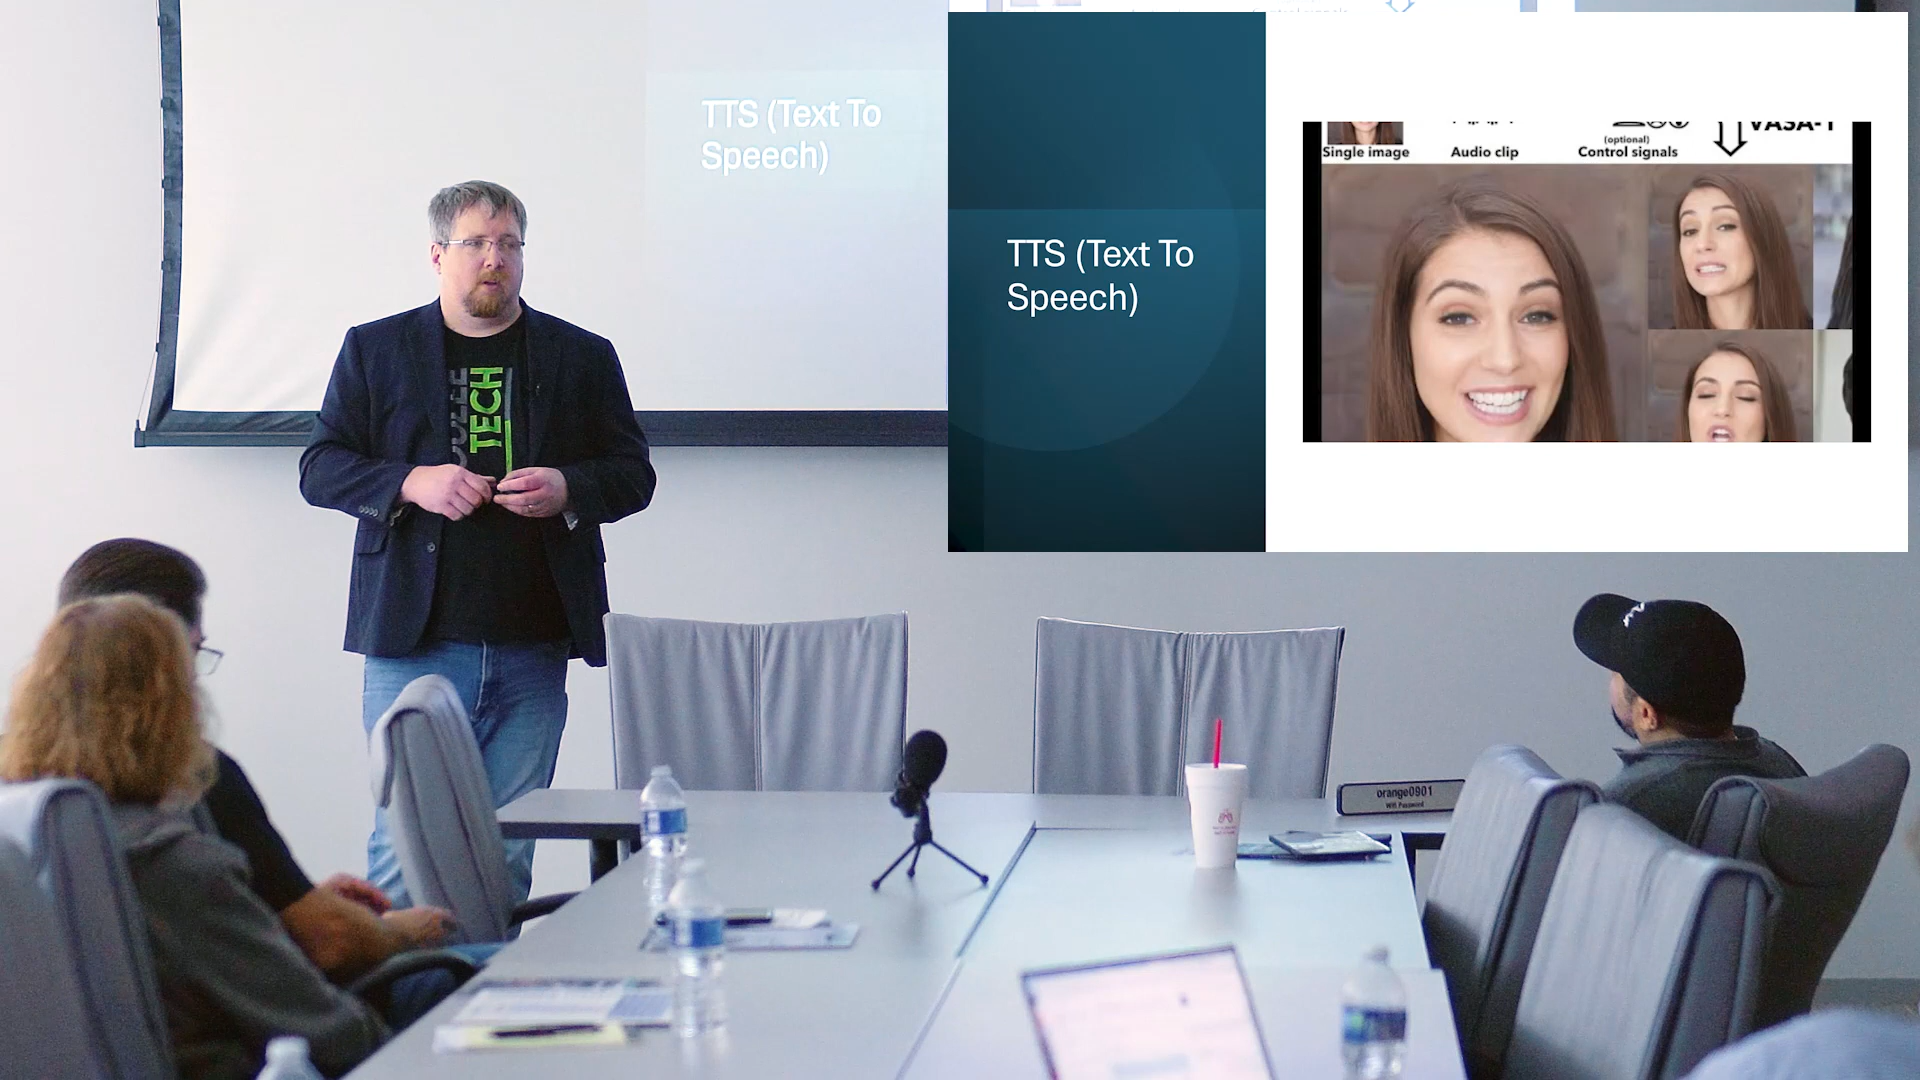 TTS (Text To
Speech)
TTS (Text To
Speech)
VASA-1
(optional)
Single image
Audio clip
Control signals
TECH
orange0901
Wifi Password